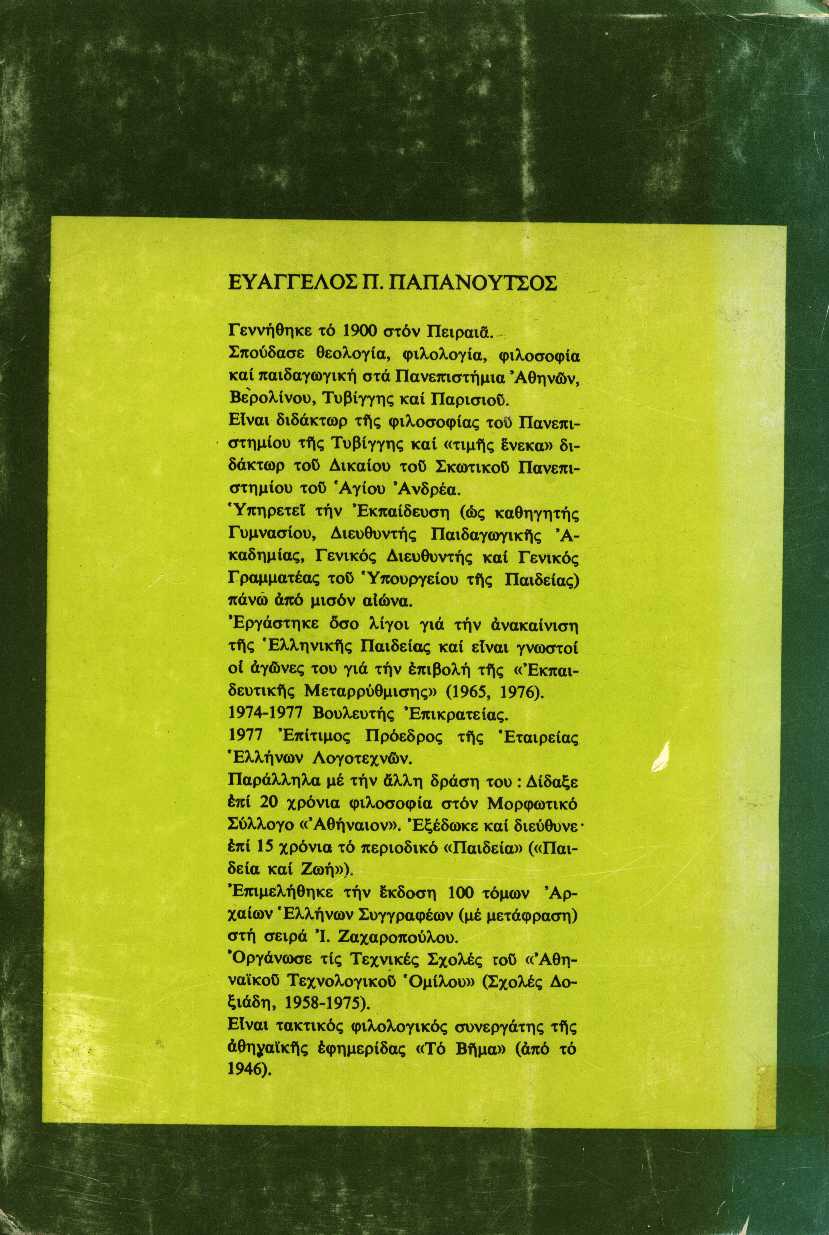 ΕΥΑΓΓΕΛΟΣ Π. ΠΑΠΑΝΟΥΤΣΟΣ
Γεννήθηκε τό 1900 στόν Πειραιᾶ.
Σπούδασε θεολογία, φιλολογία, φιλοσοφία
καί παιδαγωγική στά Πανεπιστήμια Ἀθηνῶν,
Βερολίνου, Τυβίγγης καί Παρισιοῦ.
Εἶναι διδάκτωρ τῆς φιλοσοφίας τοῦ Πανεπι-
στημίου τῆς Τυβίγγης καί «τιμῆς ἕνεκα» δι-
δάκτωρ τοῦ Δικαίου τοῦ Σκωτικοῦ Πανεπι-
στημίου τοῦ Ἁγίου Ἀνδρέα.
Ὑπηρετεῖ τήν Ἐκπαίδευση (ὡς καθηγητής
Γυμνασίου, Διευθυντής Παιδαγωγικῆς Ἀ-
καδημίας, Γενικός Διευθυντής καί Γενικός
Γραμματέας τοῦ Ὑπουργείου τῆς Παιδείας)
πάνω ἀπό μισόν αἰώνα.
Ἐργάστηκε ὅσο λίγοι γιά τήν ἀνακαίνιση
τῆς Ἑλληνικῆς Παιδείας καί εἶναι γνωστοί
οἱ ἀγῶνες του γιά τήν ἐπιβολή τῆς «Ἐκπαι-
δευτικῆς Μεταρρύθμισης» (1965, 1976).
1974-1977 Βουλευτής Ἐπικρατείας.
1977 Ἐπίτιμος Πρόεδρος τῆς Ἑταιρείας
Ἑλλήνων Λογοτεχνῶν.
Παράλληλα μέ τήν ἄλλη δράση του : Δίδαξε
ἐπί 20 χρόνια φιλοσοφία στόν Μορφωτικό
Σύλλογο «Ἀθήναιον». Ἐξέδωκε καί διεύθυνε
ἐπί 15 χρόνια τό περιοδικό «Παιδεία» («Παι-
δεία καί Ζωή»).
Ἐπιμελήθηκε τήν ἔκδοση 100 τόμων Ἀρ-
χαίων Ἑλλήνων Συγγραφέων (μέ μετάφραση)
στή σειρά Ἰ. Ζαχαροπούλου.
Ὀργάνωσε τίς Τεχνικές Σχολές τοῦ «Ἀθη-
ναϊκοῦ Τεχνολογικοῦ Ὁμίλου» (Σχολές Δο-
ξιάδη, 1958-1975).
Εἶναι τακτικός φιλολογικός συνεργάτης τῆς
ἀθηναϊκῆς ἐφημερίδας «Τό Βῆμα» (ἀπό τό
1946).